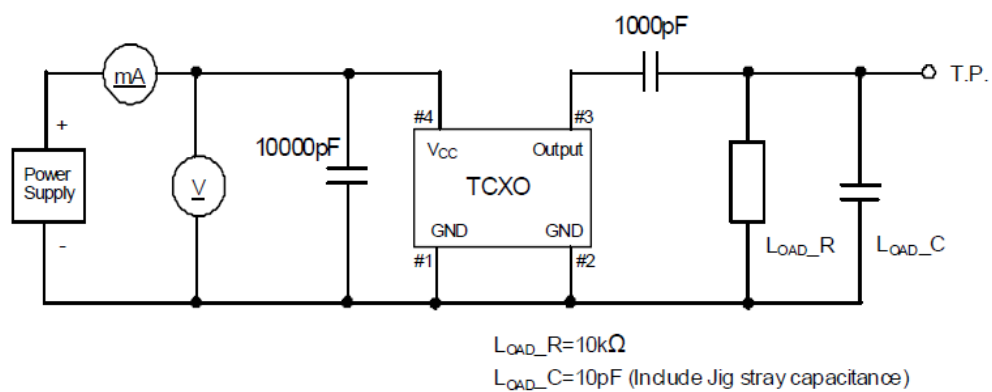 1000pF
mA
T.P.
+
#4
#3
10000pF
VCC
Output
Power
Supply
V
TCXO
GND
GND
-
#1
#2
LOAD_R
LOAD_C
LOAD_R=10kΩ
LOAD_C=10pF (Include Jig stray capacitance)